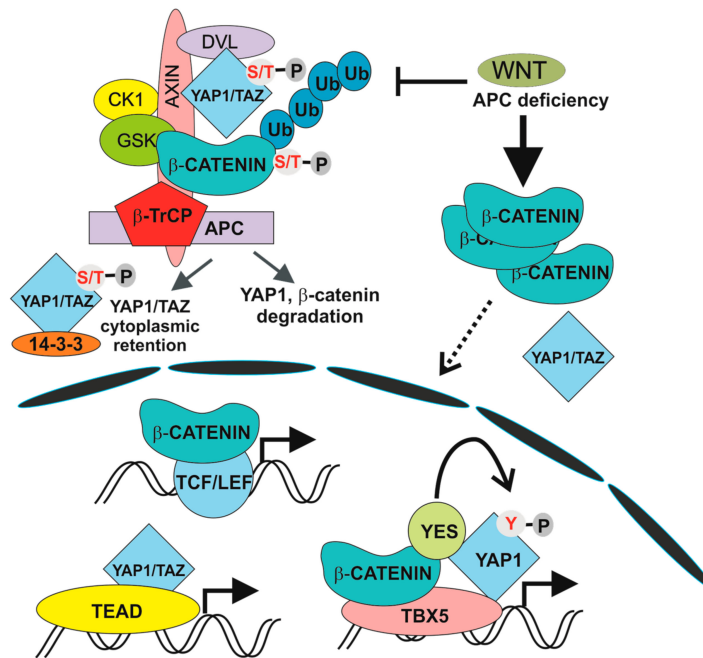 DVL
AXIN
YAP1/TAZ
S/T-P
Ub
Ub
Ub
Ub
CK1
GSK
β-CATENIN
S/T-P
β-TrCP
APC
WNT
APC deficiency
β-CATENIN
β-CATENIN
β-CATENIN
YAP1/TAZ
S/T-P
YAP1/TAZ
14-3-3
YAP1/TAZ
cytoplasmic
retention
YAP1, β-catenin
degradation
β-CATENIN
TCF/LEF
YAP1/TAZ
TEAD
YES
Y-P
YAP1
β-CATENIN
TBX5